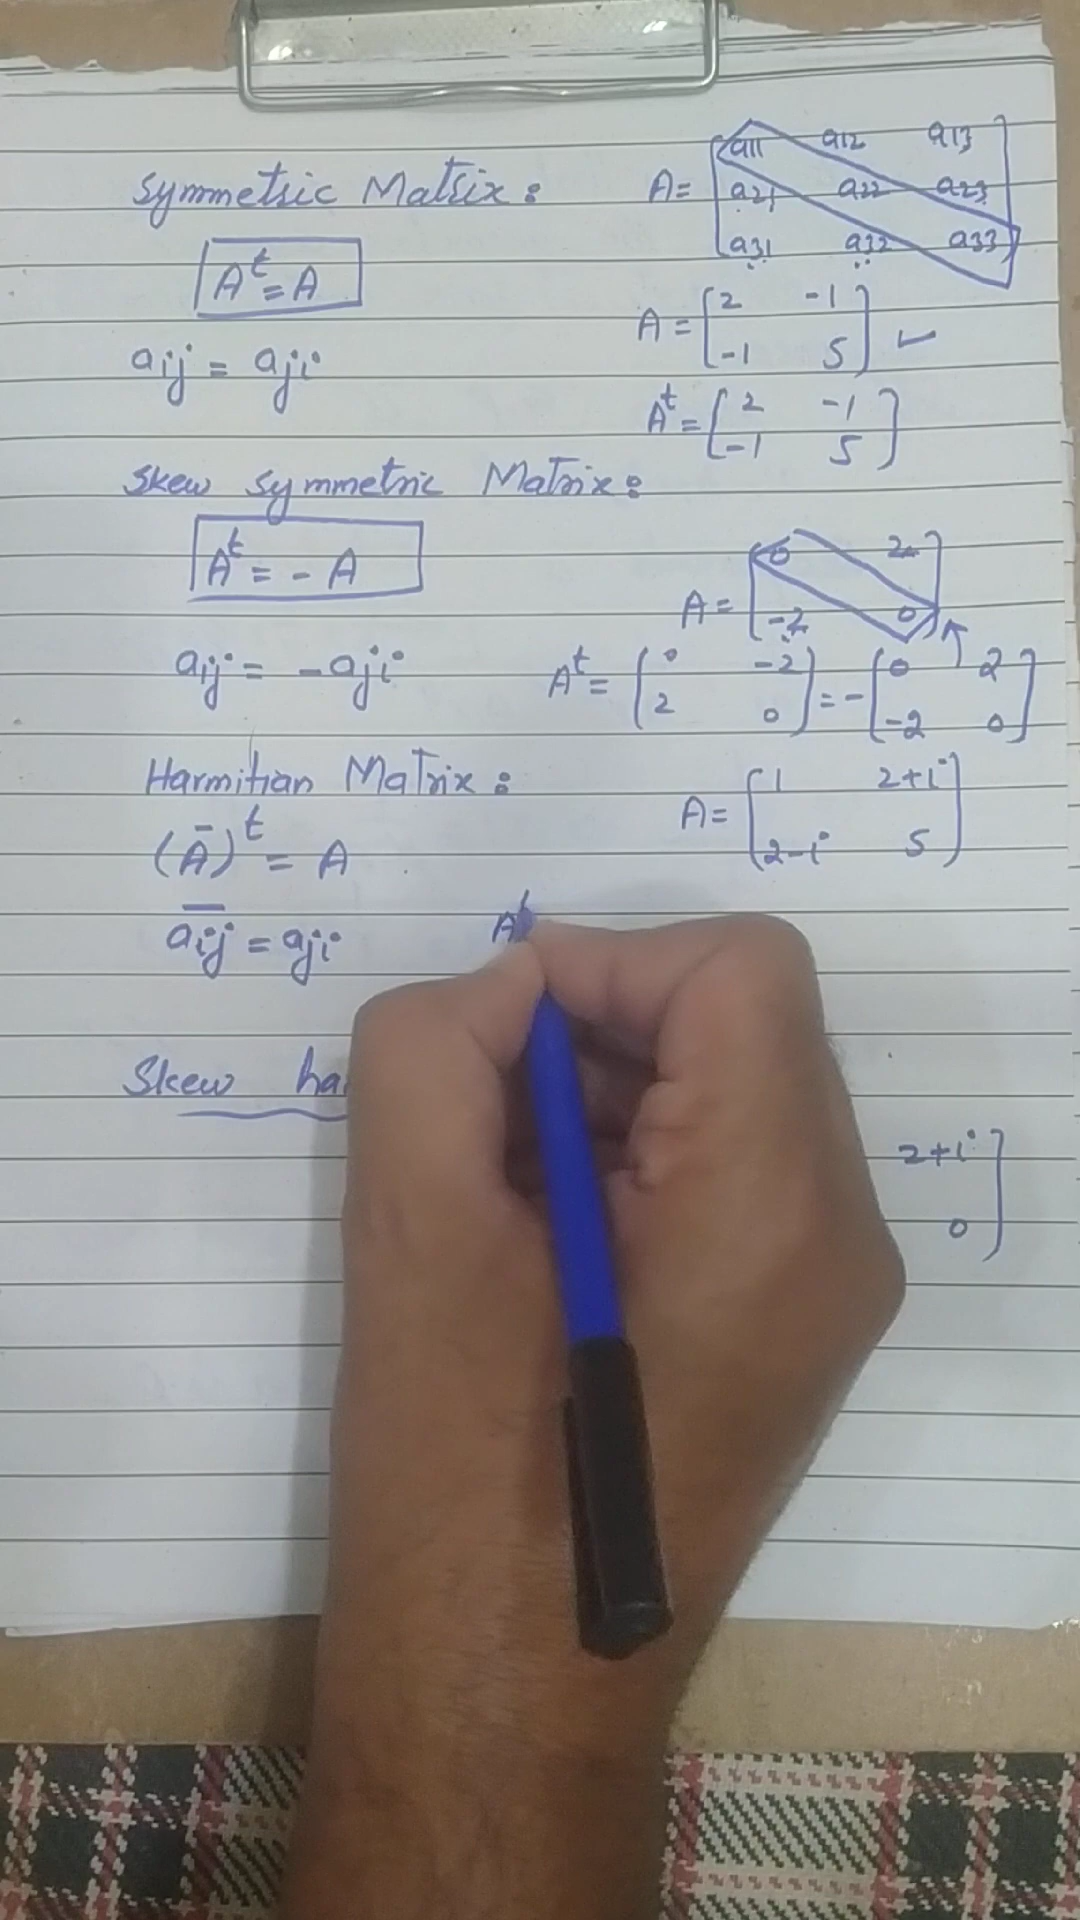 Symmetric Matrix:
A = [a11 a12 a13
a21 a22 a23
a31 a32 a33]
A^t = A
A = [2 -1
-1 5] ✓
aij = aji
A^t = [2 -1
-1 5]
Skew symmetric Matrix:
A^t = - A
A = [0 2
-2 0]
aij = -aji
A^t = [0 -2
2 0] = -[0 2
-2 0]
Harmitian Matrix:
A = [1 2+i
2-i 5]
(Ā)^t = A
a̅i̅j̅ = aji
A
Skew ha
2+i
0]